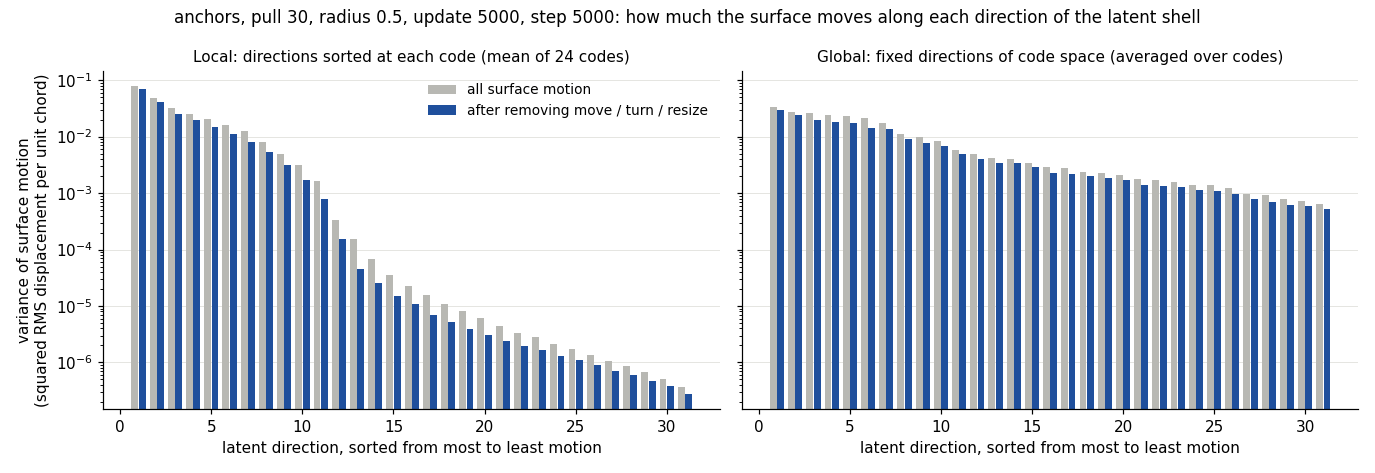 anchors, pull 30, radius 0.5, update 5000, step 5000: how much the surface moves along each direction of the latent shell
Local: directions sorted at each code (mean of 24 codes)
Global: fixed directions of code space (averaged over codes)
variance of surface motion
(squared RMS displacement per unit chord)
10⁻¹
10⁻²
10⁻³
10⁻⁴
10⁻⁵
10⁻⁶
all surface motion
after removing move / turn / resize
0 5 10 15 20 25 30
0 5 10 15 20 25 30
latent direction, sorted from most to least motion
latent direction, sorted from most to least motion